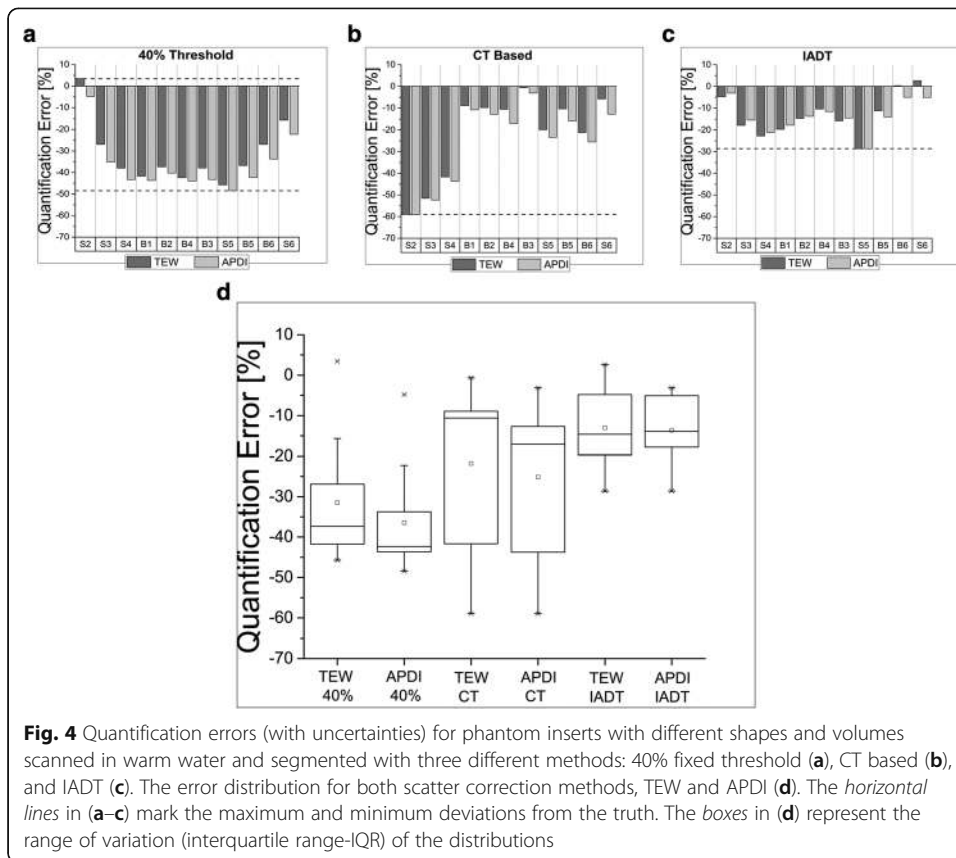 a
40% Threshold
Quantification Error [%]
10
0
-10
-20
-30
-40
-50
-60
-70
S2 S3 S4 B1 B2 B4 B3 S5 B5 B6 S6
TEW APDI
b
CT Based
Quantification Error [%]
10
0
-10
-20
-30
-40
-50
-60
-70
S2 S3 S4 B1 B2 B4 B3 S5 B5 B6 S6
TEW APDI
c
IADT
Quantification Error [%]
10
0
-10
-20
-30
-40
-50
-60
-70
S2 S3 S4 B1 B2 B4 B3 S5 B5 B6 S6
TEW APDI
d
Quantification Error [%]
10
0
-10
-20
-30
-40
-50
-60
-70
TEW APDI TEW APDI TEW APDI
40% 40% CT CT IADT IADT
Fig. 4 Quantification errors (with uncertainties) for phantom inserts with different shapes and volumes
scanned in warm water and segmented with three different methods: 40% fixed threshold (a), CT based (b),
and IADT (c). The error distribution for both scatter correction methods, TEW and APDI (d). The horizontal
lines in (a–c) mark the maximum and minimum deviations from the truth. The boxes in (d) represent the
range of variation (interquartile range-IQR) of the distributions